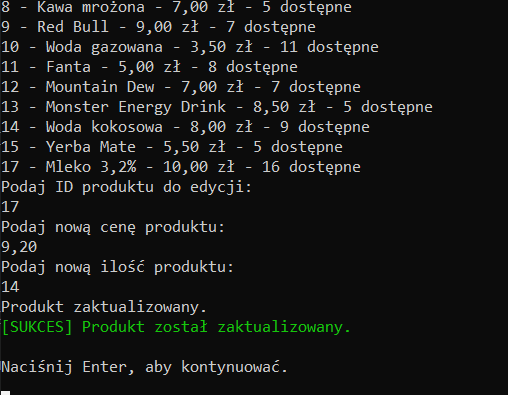 8 - Kawa mrożona - 7,00 zł - 5 dostępne
9 - Red Bull - 9,00 zł - 7 dostępne
10 - Woda gazowana - 3,50 zł - 11 dostępne
11 - Fanta - 5,00 zł - 8 dostępne
12 - Mountain Dew - 7,00 zł - 7 dostępne
13 - Monster Energy Drink - 8,50 zł - 5 dostępne
14 - Woda kokosowa - 8,00 zł - 9 dostępne
15 - Yerba Mate - 5,50 zł - 5 dostępne
17 - Mleko 3,2% - 10,00 zł - 16 dostępne
Podaj ID produktu do edycji:
17
Podaj nową cenę produktu:
9,20
Podaj nową ilość produktu:
14
Produkt zaktualizowany.
[SUKCES] Produkt został zaktualizowany.
Naciśnij Enter, aby kontynuować.